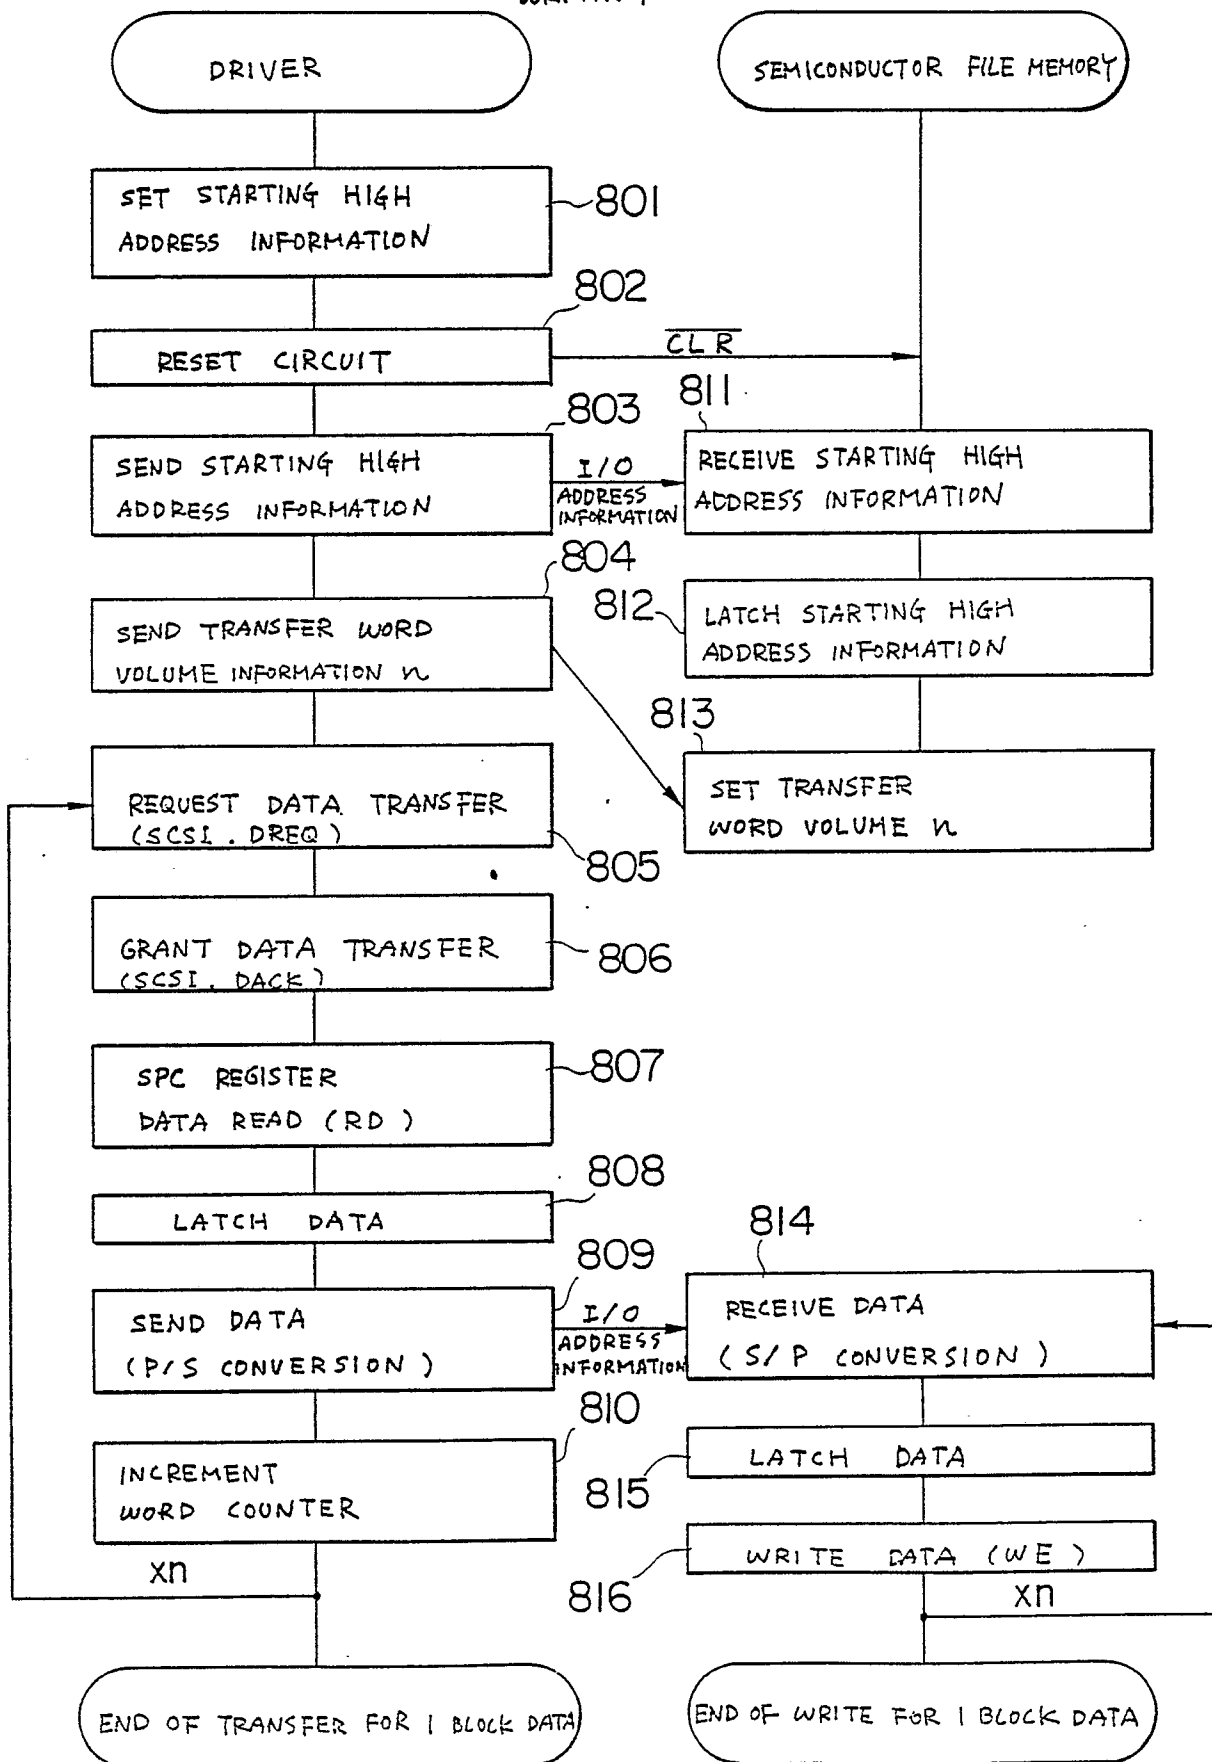 DRIVER
SEMICONDUCTOR FILE MEMORY
SET STARTING HIGH
ADDRESS INFORMATION
801
802
RESET CIRCUIT
CLR
803
811
SEND STARTING HIGH
ADDRESS INFORMATION
I/O
ADDRESS
INFORMATION
RECEIVE STARTING HIGH
ADDRESS INFORMATION
804
SEND TRANSFER WORD
VOLUME INFORMATION n
812
LATCH STARTING HIGH
ADDRESS INFORMATION
813
SET TRANSFER
WORD VOLUME n
REQUEST DATA TRANSFER
(SCSI . DREQ)
805
GRANT DATA TRANSFER
(SCSI . DACK)
806
SPC REGISTER
DATA READ (RD)
807
808
LATCH DATA
809
814
SEND DATA
(P/S CONVERSION)
I/O
ADDRESS
INFORMATION
RECEIVE DATA
(S/P CONVERSION)
810
INCREMENT
WORD COUNTER
815
LATCH DATA
816
WRITE DATA (WE)
xn
xn
END OF TRANSFER FOR 1 BLOCK DATA
END OF WRITE FOR 1 BLOCK DATA